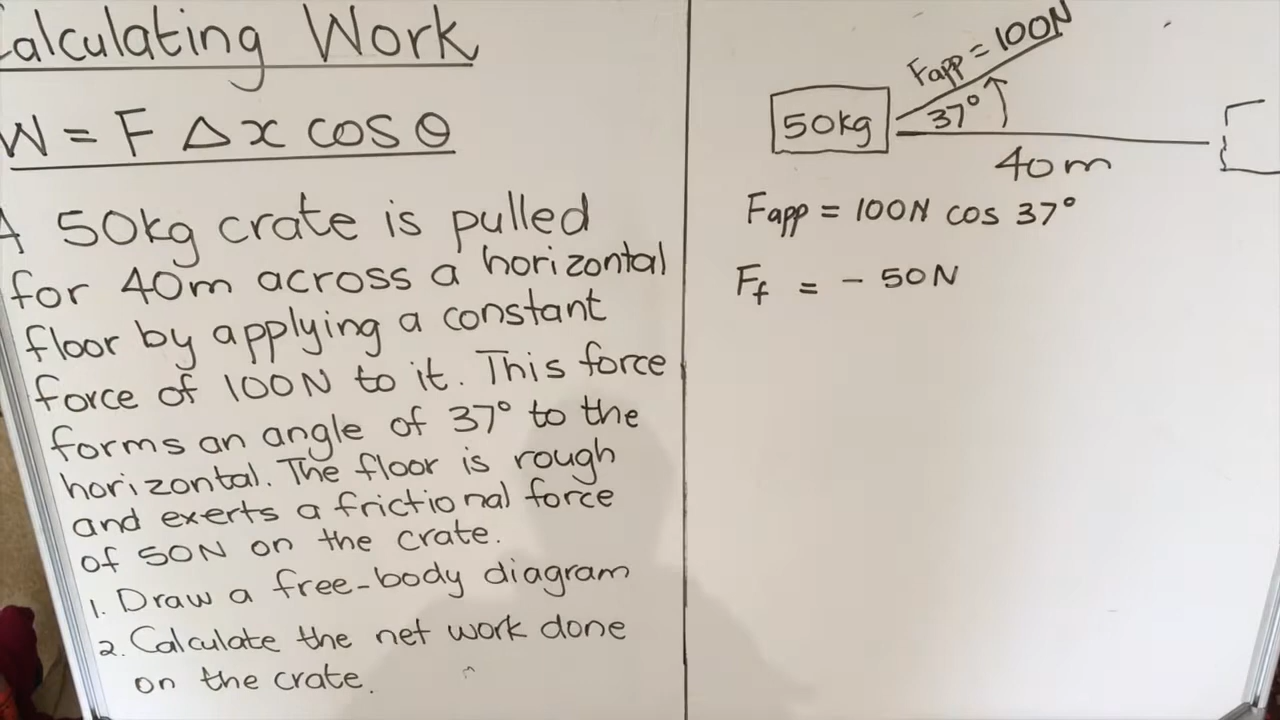 Calculating Work
W = F Δx cos θ
A 50kg crate is pulled
for 40m across a horizontal
floor by applying a constant
force of 100N to it. This force
forms an angle of 37° to the
horizontal. The floor is rough
and exerts a frictional force
of 50N on the crate.
1. Draw a free-body diagram
2. Calculate the net work done
on the crate.
Fapp = 100N
50kg
37°
40m
Fapp = 100N cos 37°
Ff = - 50N